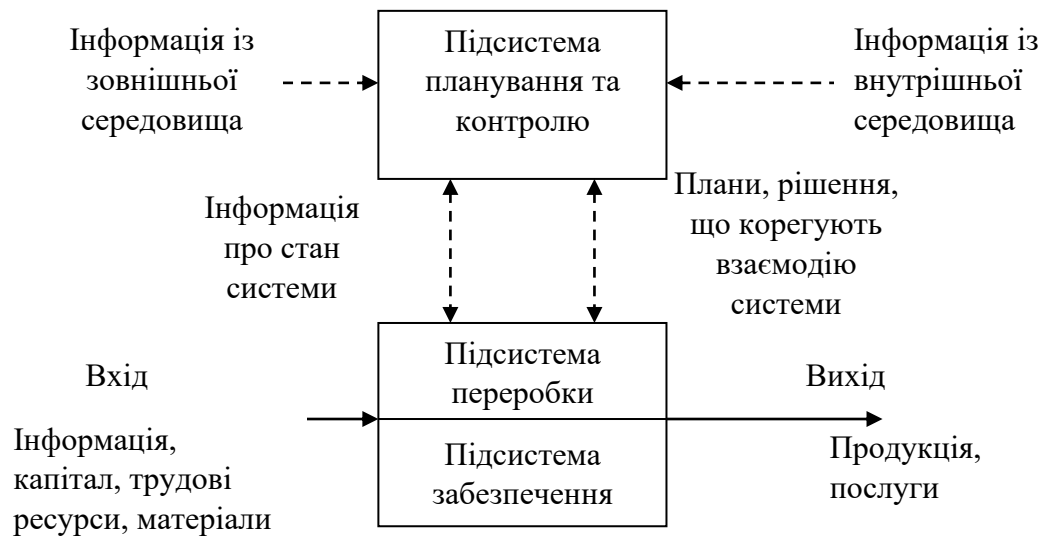 Інформація із
зовнішньої
середовища
Підсистема
планування та
контролю
Інформація із
внутрішньої
середовища
Інформація
про стан
системи
Плани, рішення,
що корегують
взаємодію
системи
Вхід
Інформація,
капітал, трудові
ресурси, матеріали
Підсистема
переробки
Підсистема
забезпечення
Вихід
Продукція,
послуги